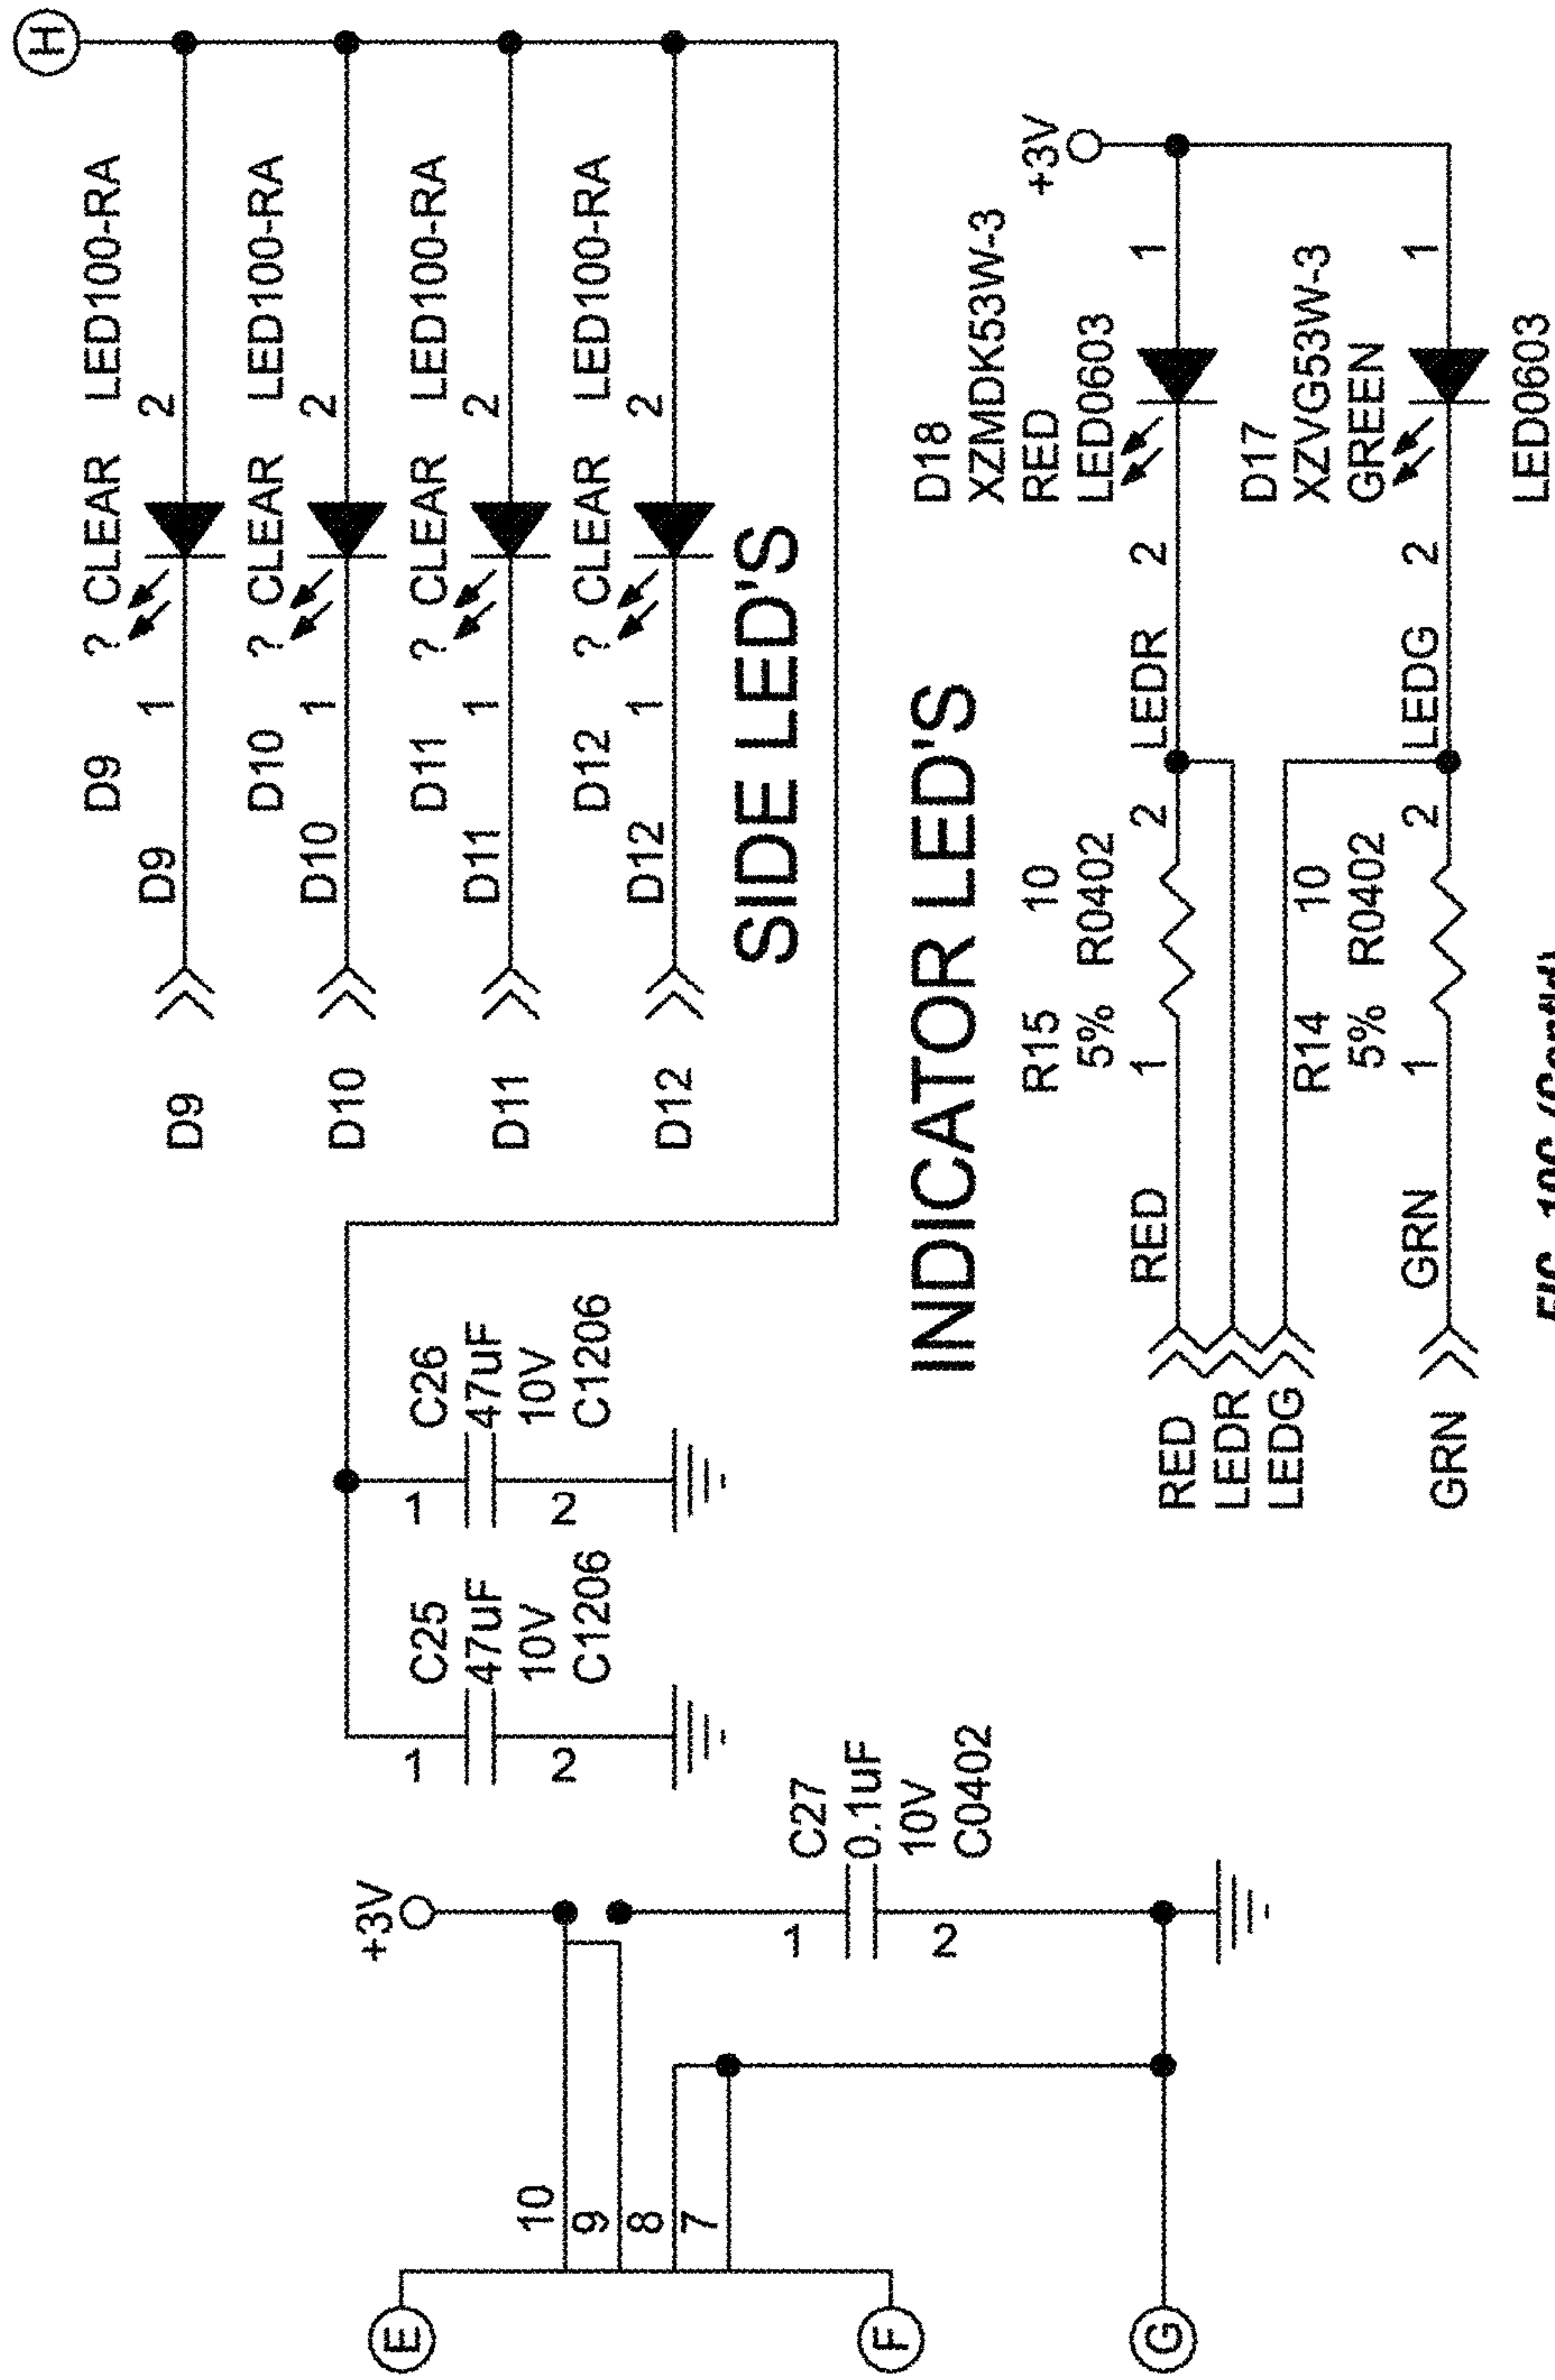 H
D9 ? CLEAR LED100-RA
D9
D9 1 2
D10 ? CLEAR LED100-RA
D10
D10 1 2
D11 ? CLEAR LED100-RA
D11
D11 1 2
D12 ? CLEAR LED100-RA
D12
D12 1 2
SIDE LED'S
C25
47uF
10V
C1206
1
2
C26
47uF
10V
C1206
1
2
+3V
C27
0.1uF
10V
C0402
1
2
E
10
9
8
7
F
G
INDICATOR LED'S
+3V
D18
XZMDK53W-3
RED
LED0603
R15 10
5% R0402
RED
RED 1 2 LEDR 2 1
LEDR
LEDG
D17
XZVG53W-3
GREEN
R14 10
5% R0402
GRN
GRN 1 2 LEDG 2 1
LED0603
FIG. 10C (Cont'd)